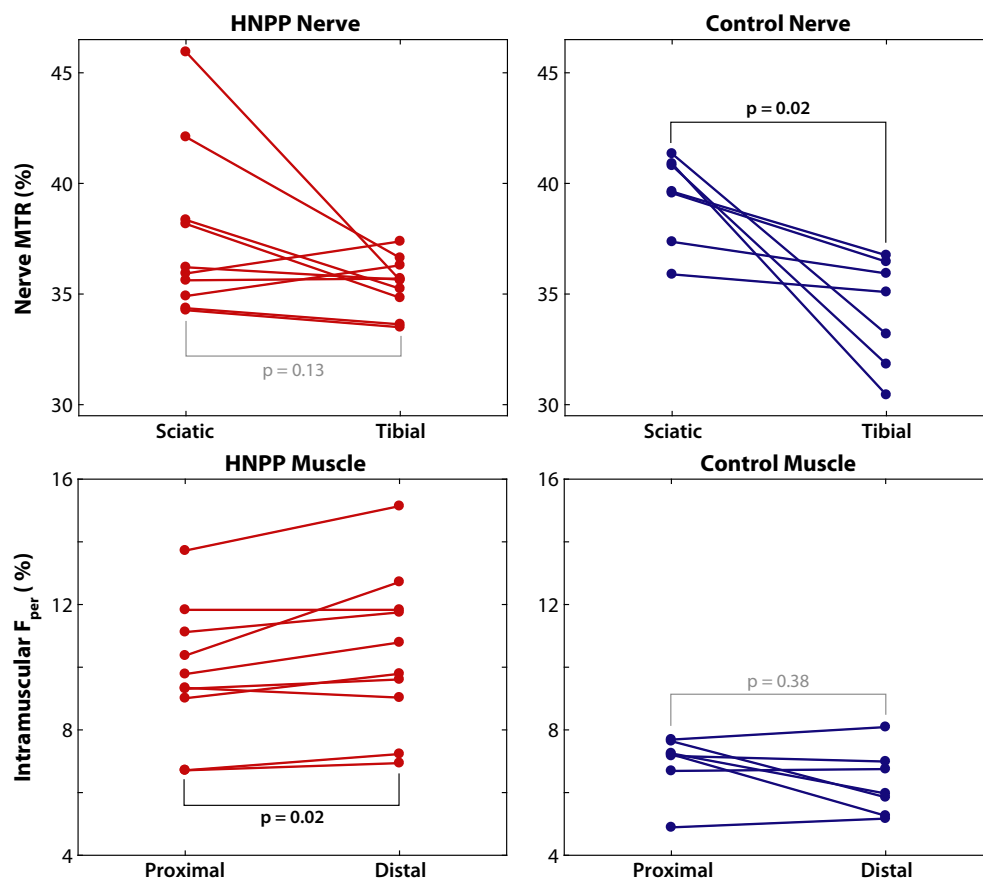 HNPP Nerve
Control Nerve
Nerve MTR (%)
45
40
35
30
p = 0.13
Sciatic
Tibial
45
40
35
30
p = 0.02
Sciatic
Tibial
HNPP Muscle
Control Muscle
Intramuscular F_per (%)
16
12
8
4
p = 0.02
Proximal
Distal
16
12
8
4
p = 0.38
Proximal
Distal